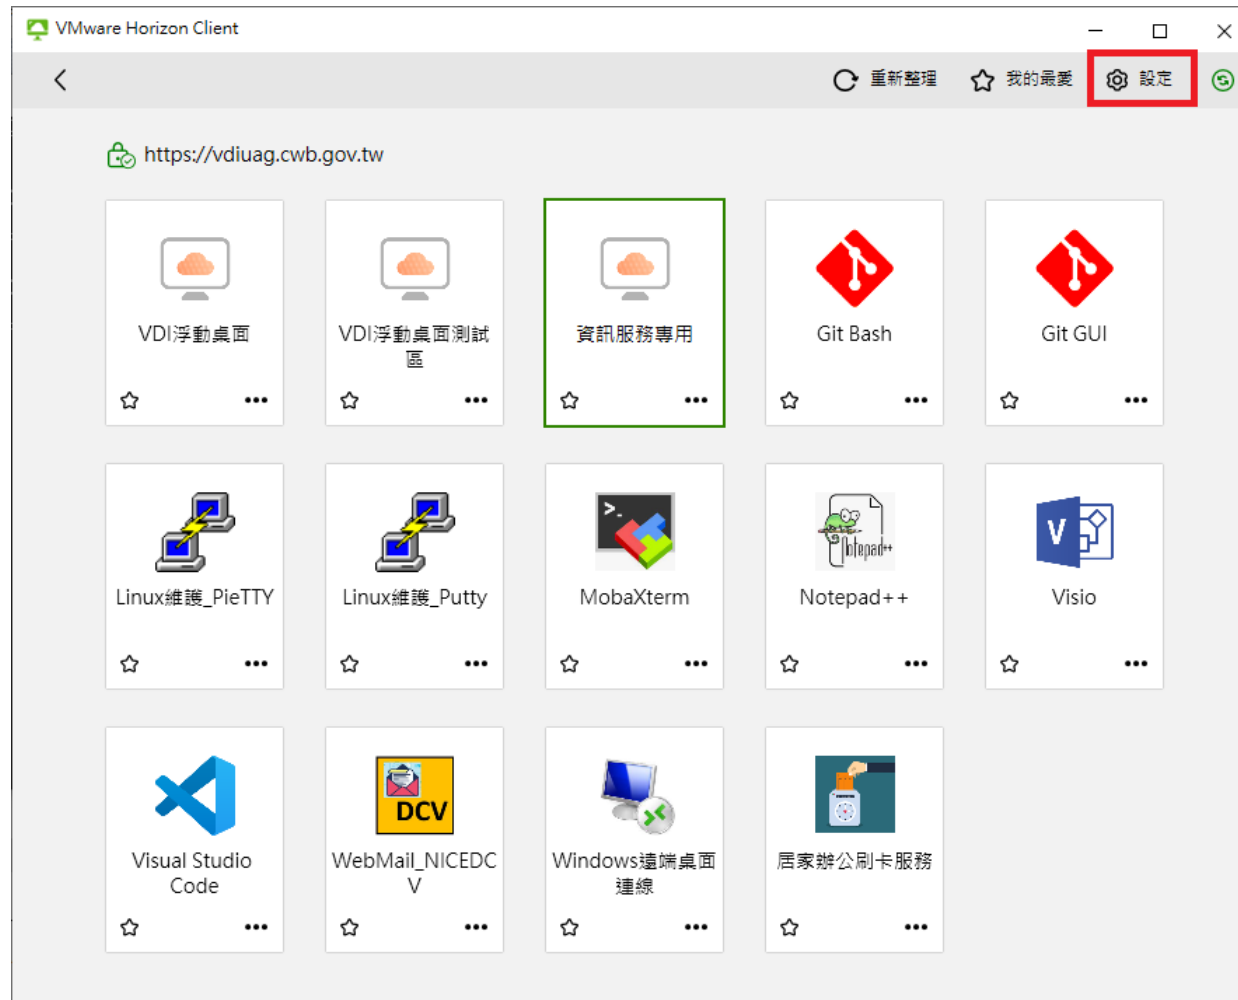 VMware Horizon Client
重新整理
我的最愛
設定
https://vdiuag.cwb.gov.tw
VDI浮動桌面
VDI浮動桌面測試
區
資訊服務專用
Git Bash
Git GUI
Linux維護_PieTTY
Linux維護_Putty
>_
MobaXterm
Notepad++
Notepad++
V
Visio
Visual Studio
Code
DCV
WebMail_NICEDC
V
Windows遠端桌面
連線
居家辦公刷卡服務